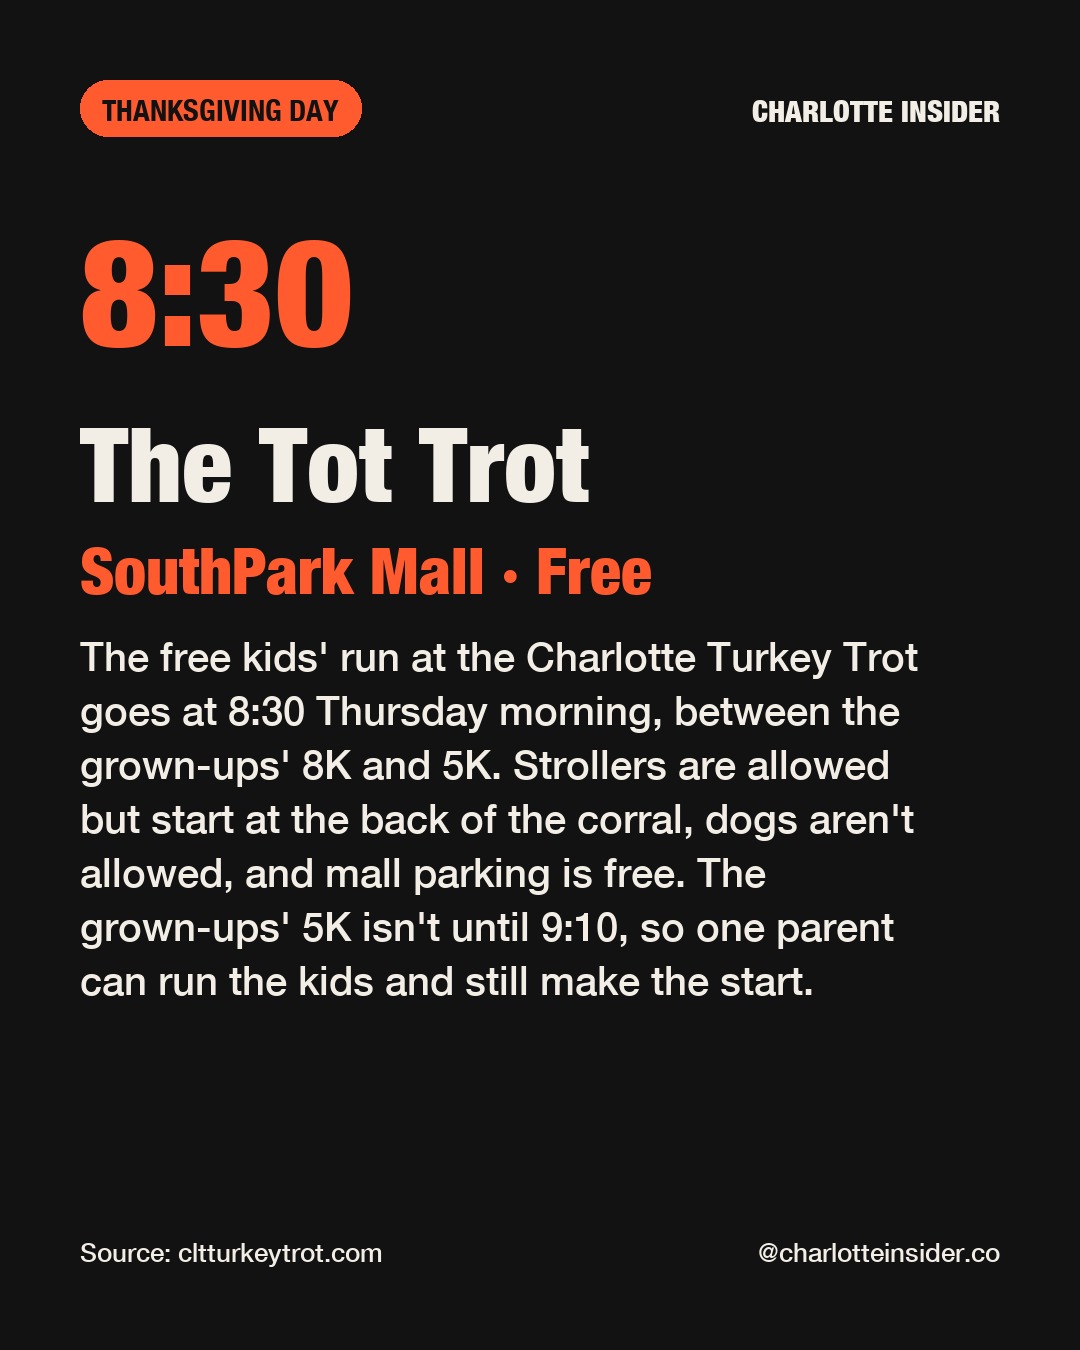 THANKSGIVING DAY
CHARLOTTE INSIDER
8:30
The Tot Trot
SouthPark Mall · Free
The free kids' run at the Charlotte Turkey Trot
goes at 8:30 Thursday morning, between the
grown-ups' 8K and 5K. Strollers are allowed
but start at the back of the corral, dogs aren't
allowed, and mall parking is free. The
grown-ups' 5K isn't until 9:10, so one parent
can run the kids and still make the start.
Source: cltturkeytrot.com
@charlotteinsider.co